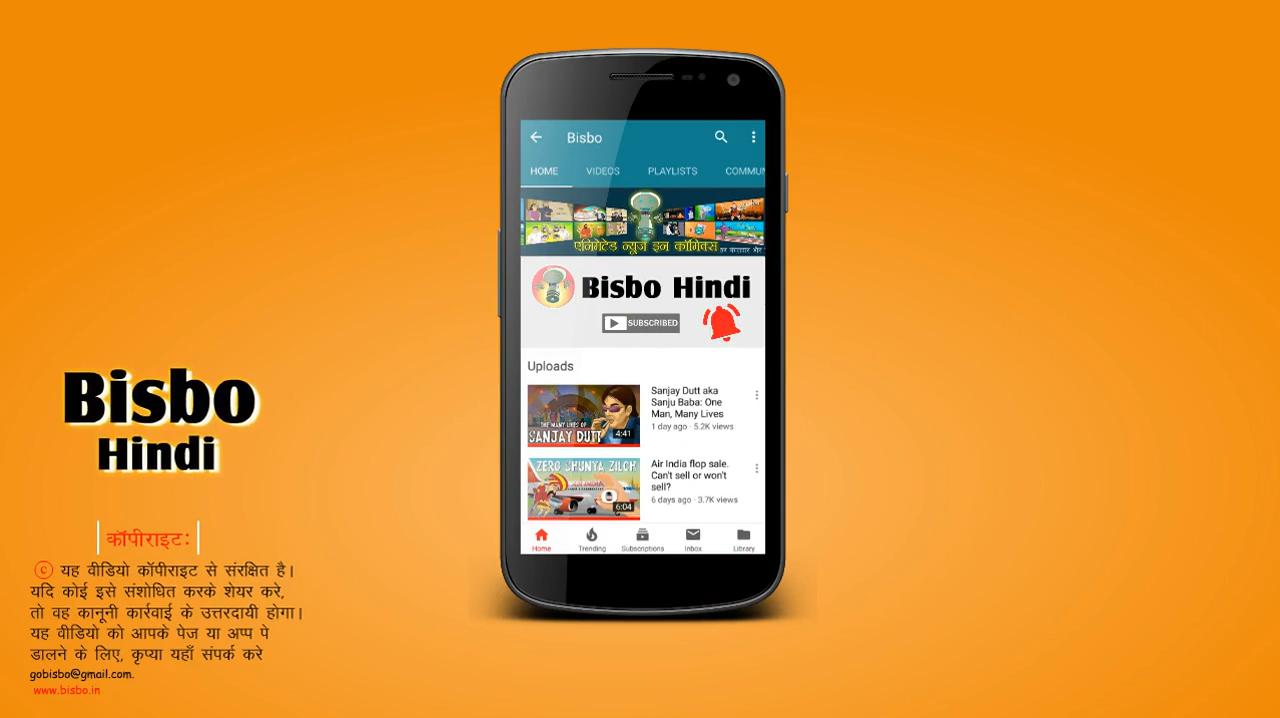 Bisbo
HOME VIDEOS PLAYLISTS COMMUN
एनिमेटेड न्यूज इन कॉमिक्स
Bisbo Hindi
SUBSCRIBED
Uploads
THE MANY LIVES OF
SANJAY DUTT
4:41
Sanjay Dutt aka
Sanju Baba: One
Man, Many Lives
1 day ago · 5.2K views
ZERO SHUNYA ZILCH
6:04
Air India flop sale.
Can't sell or won't
sell?
6 days ago · 3.7K views
Home Trending Subscriptions Inbox Library
Bisbo
Hindi
कॉपीराइट:
© यह वीडियो कॉपीराइट से संरक्षित है।
यदि कोई इसे संशोधित करके शेयर करे,
तो वह कानूनी कार्रवाई के उत्तरदायी होगा।
यह वीडियो को आपके पेज या अप्प पे
डालने के लिए, कृप्या यहाँ संपर्क करे
gobisbo@gmail.com.
www.bisbo.in